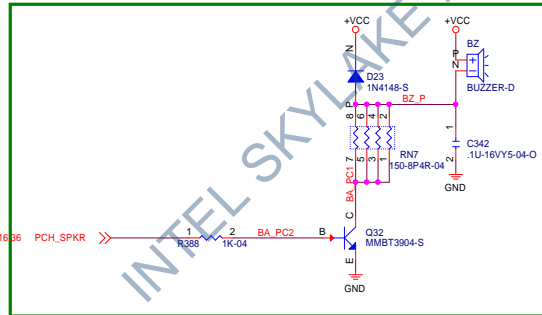 +VCC
+VCC
N
D23
1N4148-S
P
N
BZ
BUZZER-D
P
BZ_P
8 6 4 2
7 5 3 1
RN7
150-8P4R-04
1
C342
.1U-16VY5-04-O
2
GND
BA_PC1
C
16,36 PCH_SPKR
1 2
R388 1K-04
BA_PC2
B
Q32
MMBT3904-S
E
GND
INTEL SKYLAKE